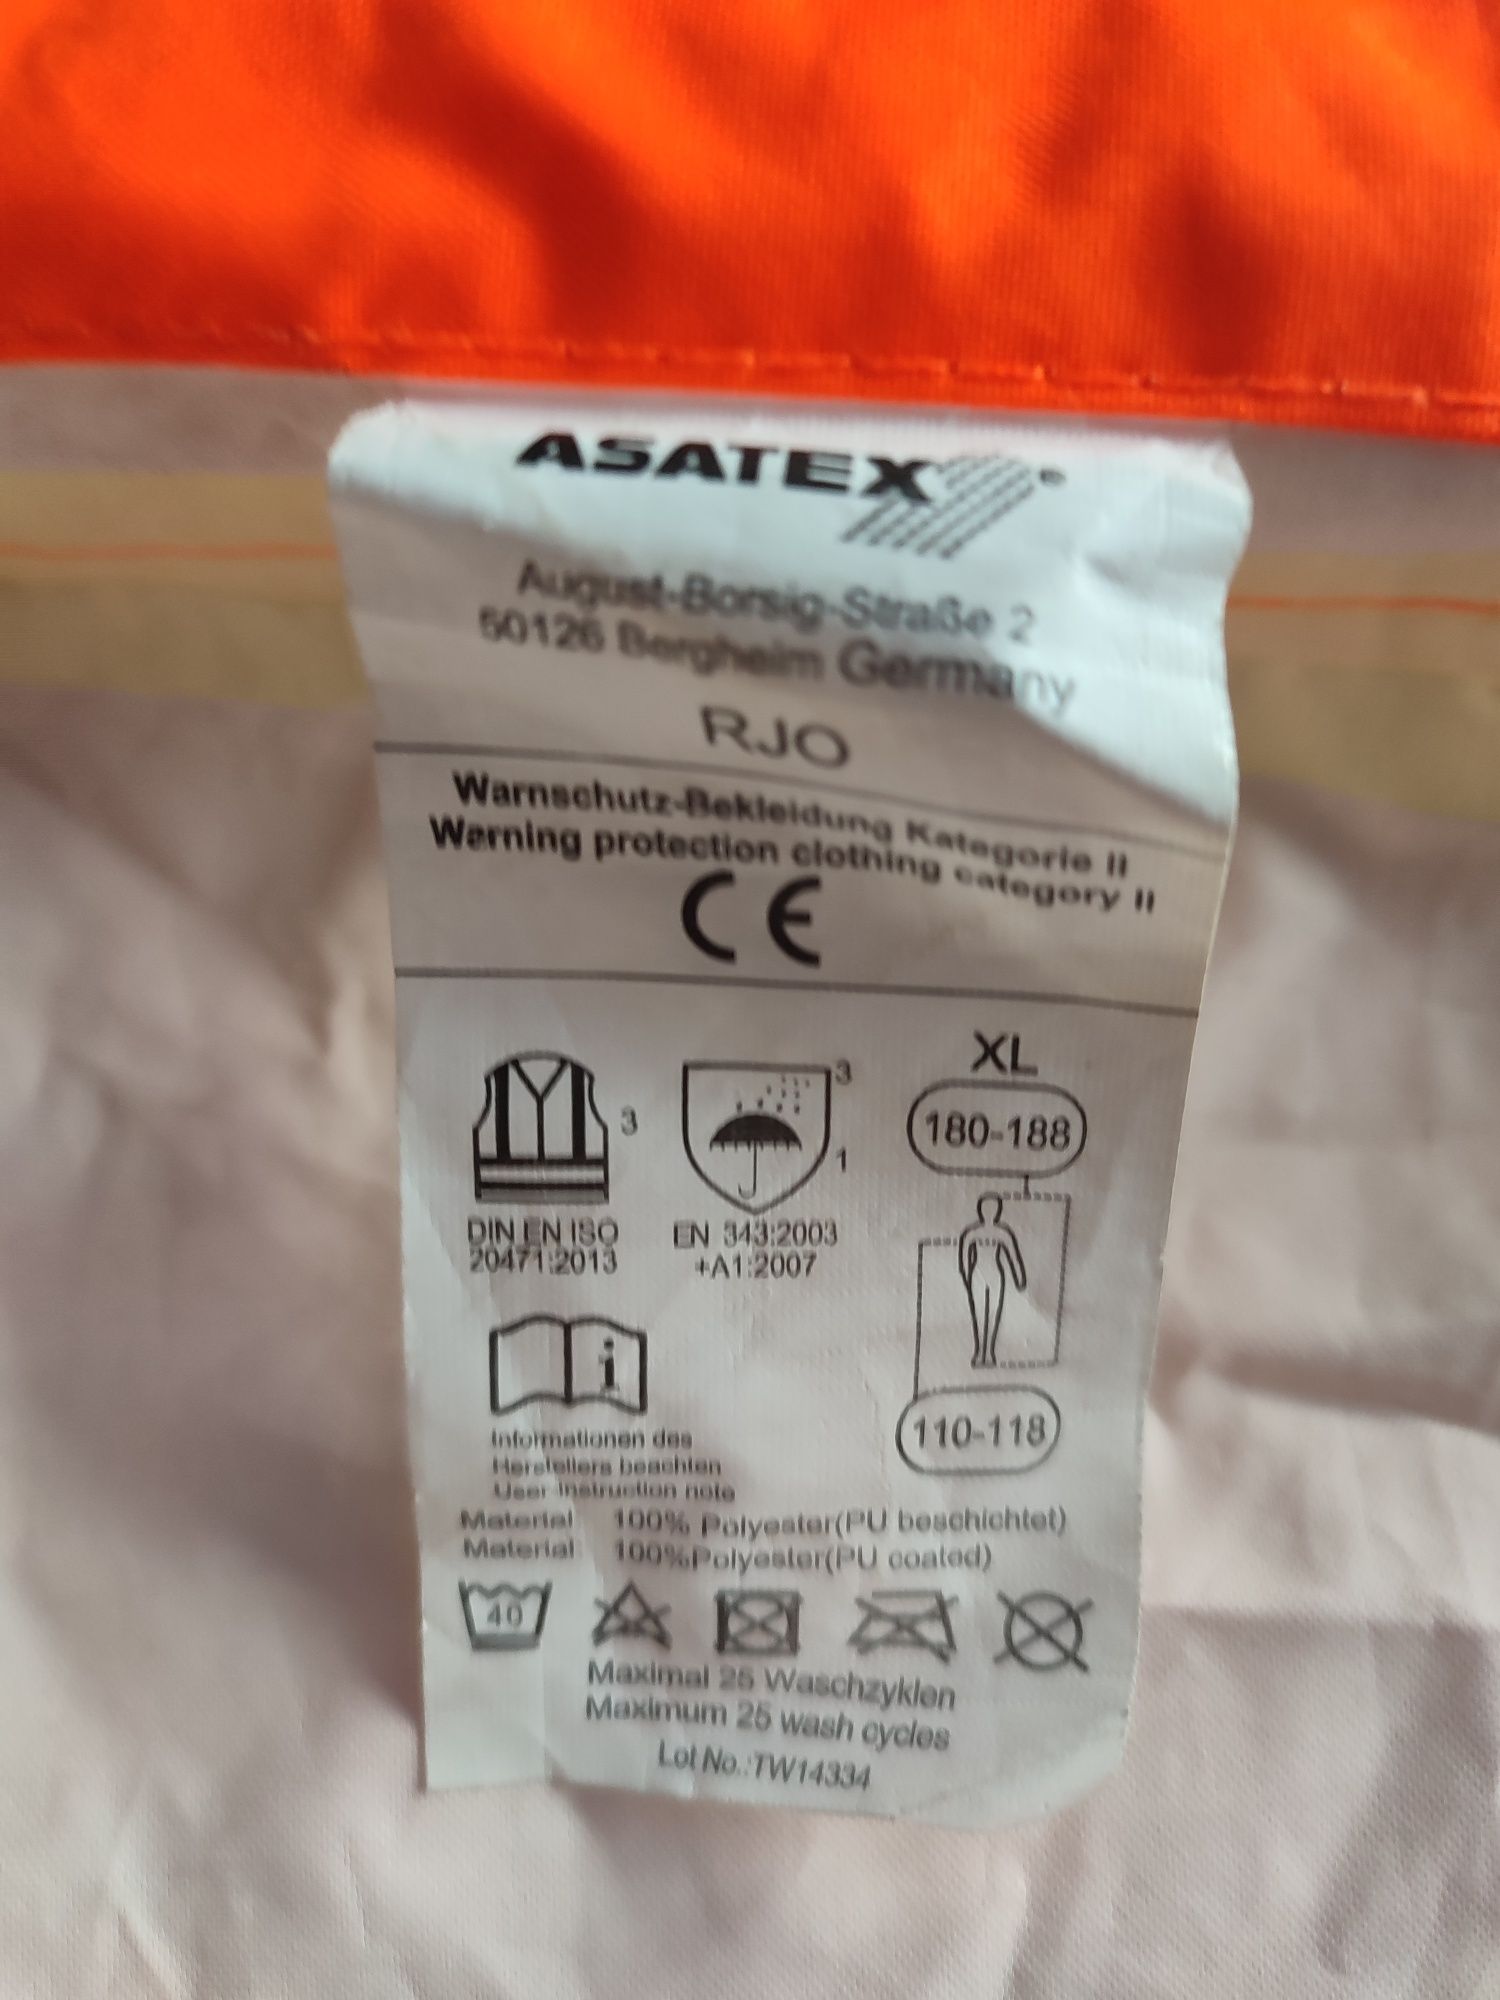 ASATEX®
August-Borsig-Straße 2
50126 Bergheim Germany
RJO
Warnschutz-Bekleidung Kategorie II
Warning protection clothing category II
CE
XL
3
3
180-188
1
DIN EN ISO
20471:2013
EN 343:2003
+A1:2007
i
110-118
Informationen des
Herstellers beachten
User instruction note
Material 100% Polyester(PU beschichtet)
Material 100%Polyester(PU coated)
40
Maximal 25 Waschzyklen
Maximum 25 wash cycles
Lot No.:TW14334